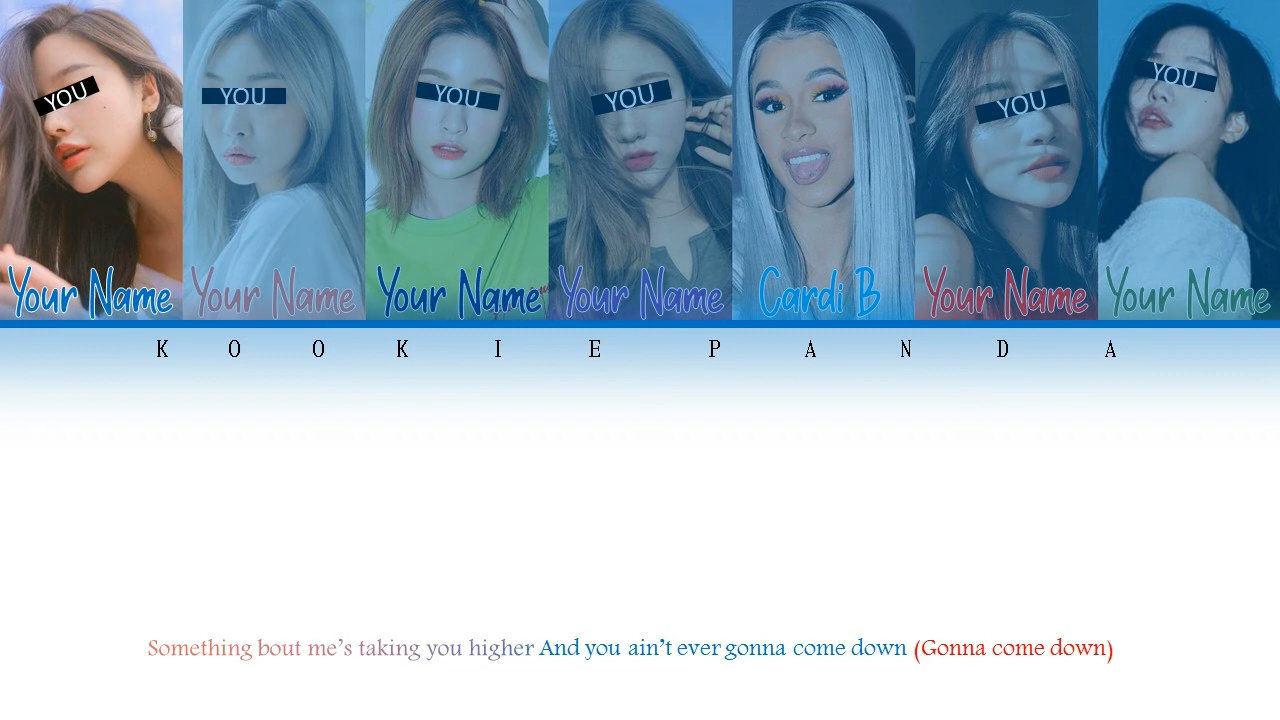 YOU
YOU
YOU
YOU
YOU
YOU
Your Name
Your Name
Your Name
Your Name
Cardi B
Your Name
Your Name
K O O K I E P A N D A
Something bout me's taking you higher And you ain't ever gonna come down (Gonna come down)